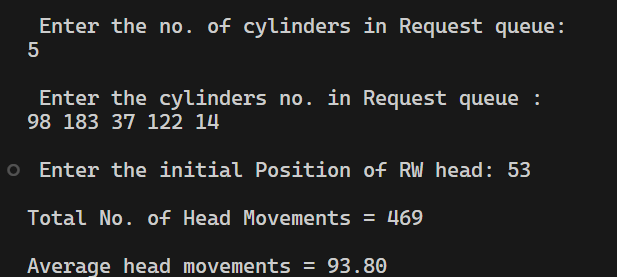 Enter the no. of cylinders in Request queue:
5
Enter the cylinders no. in Request queue :
98 183 37 122 14
Enter the initial Position of RW head: 53
Total No. of Head Movements = 469
Average head movements = 93.80